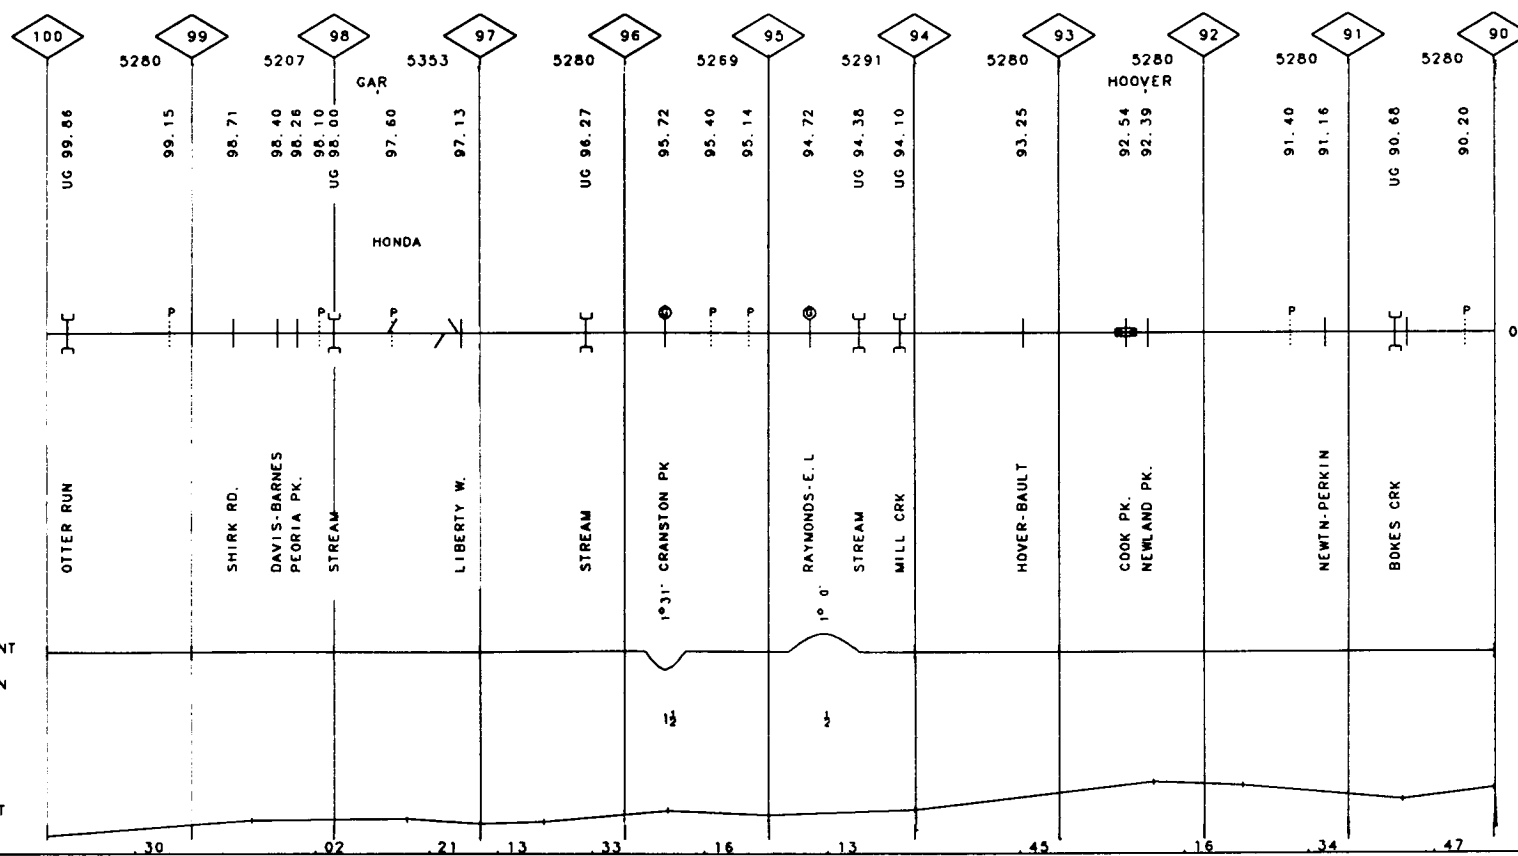 100 99 98 97 96 95 94 93 92 91 90
5280 5207 5353 5280 5269 5291 5280 5280 5280 5280
GAR HOOVER
UG 99.86
99.15
98.71
98.40
98.26
98.10
UG 98.00
97.60
97.13
UG 96.27
95.72
95.40
95.14
94.72
UG 94.38
UG 94.10
93.25
92.54
92.39
91.40
91.16
UG 90.68
90.20
HONDA
P P P P P P P
G G
OTTER RUN
SHIRK RD.
DAVIS-BARNES
PEORIA PK.
STREAM
LIBERTY W.
STREAM
1°31' CRANSTON PK
RAYMONDS-E.L
1° 0'
STREAM
MILL CRK
HOVER-BAULT
COOK PK.
NEWLAND PK.
NEWTN-PERKIN
BOKES CRK
NT
N
1½ ½
T
.30 .02 .21 .13 .33 .16 .13 .45 .16 .34 .47